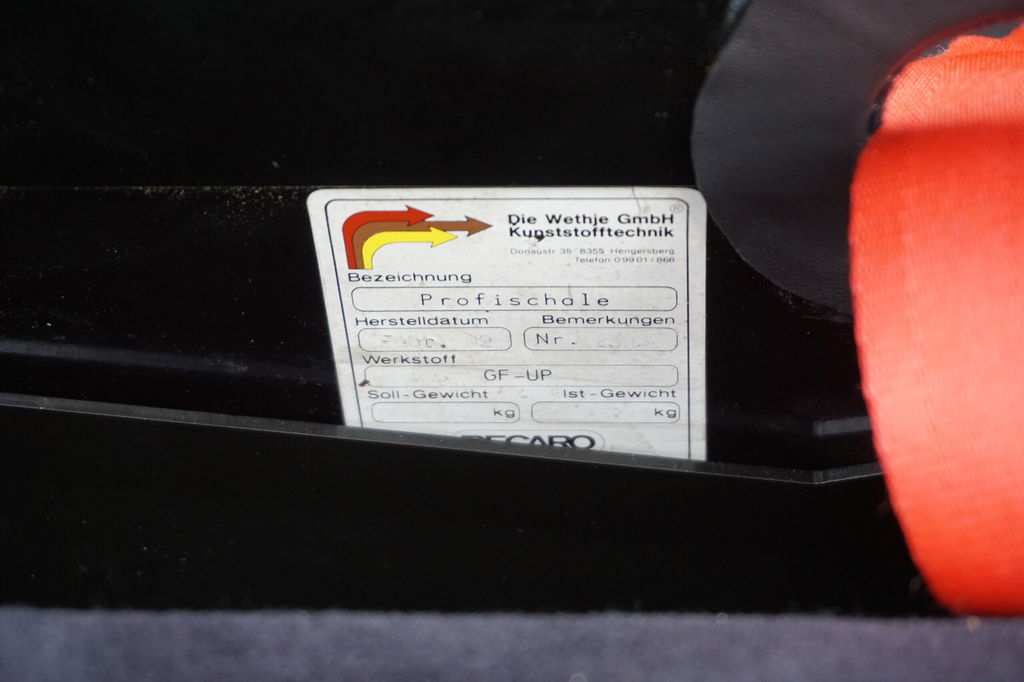 Die Wethje GmbH
Kunststofftechnik
®
Donaustr. 35 8355 Hengersberg
Telefon 09901/868
Bezeichnung
Profischale
Herstelldatum Bemerkungen
Nr.
Werkstoff
GF-UP
Soll-Gewicht Ist-Gewicht
kg kg
RECARO